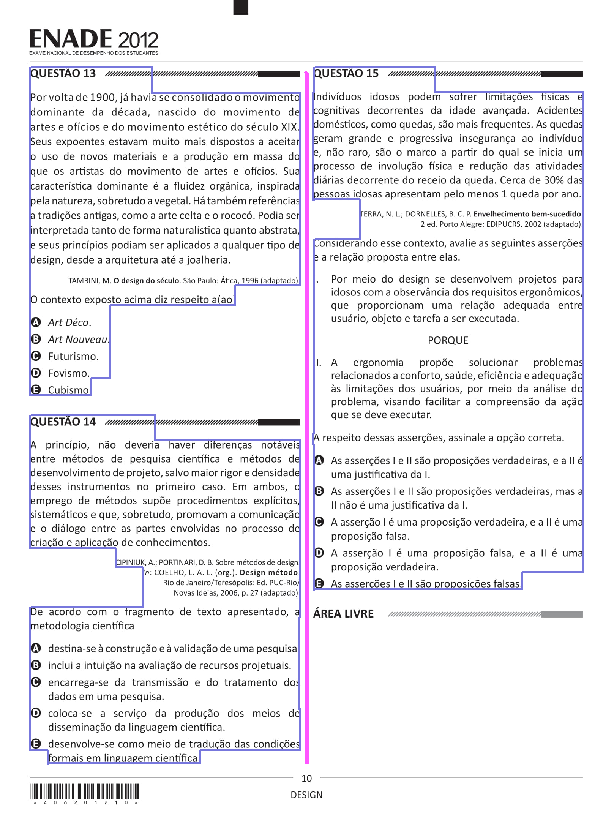 ENADE 2012
EXAME NACIONAL DE DESEMPENHO DOS ESTUDANTES
QUESTÃO 13
Por volta de 1900, já havia se consolidado o movimento
dominante da década, nascido do movimento de
artes e ofícios e do movimento estético do século XIX.
Seus expoentes estavam muito mais dispostos a aceitar
o uso de novos materiais e a produção em massa do
que os artistas do movimento de artes e ofícios. Sua
característica dominante é a fluidez orgânica, inspirada
pela natureza, sobretudo a vegetal. Há também referências
a tradições antigas, como a arte celta e o rococó. Podia ser
interpretada tanto de forma naturalista quanto abstrata,
e seus princípios podiam ser aplicados a qualquer tipo de
design, desde a arquitetura até a joalheria.
TAMBINI, M. O design do século. São Paulo: Ática, 1996 (adaptado).
O contexto exposto acima diz respeito a(ao)
A Art Déco.
B Art Nouveau.
C Futurismo.
D Fovismo.
E Cubismo.
QUESTÃO 14
A princípio, não deveria haver diferenças notáveis
entre métodos de pesquisa científica e métodos de
desenvolvimento de projeto, salvo maior rigor e densidade
desses instrumentos no primeiro caso. Em ambos, o
emprego de métodos supõe procedimentos explícitos,
sistemáticos e que, sobretudo, promovam a comunicação
e o diálogo entre as partes envolvidas no processo de
criação e aplicação de conhecimentos.
CIPINIUK, A.; PORTINARI, D. B. Sobre métodos de design.
In: COELHO, L. A. L. (org.). Design método.
Rio de Janeiro/Teresópolis: Ed. PUC-Rio/
Novas Ideias, 2006, p. 27 (adaptado).
De acordo com o fragmento de texto apresentado, a
metodologia científica
A destina-se à construção e à validação de uma pesquisa.
B inclui a intuição na avaliação de recursos projetuais.
C encarrega-se da transmissão e do tratamento dos
dados em uma pesquisa.
D coloca-se a serviço da produção dos meios de
disseminação da linguagem científica.
E desenvolve-se como meio de tradução das condições
formais em linguagem científica.
QUESTÃO 15
Indivíduos idosos podem sofrer limitações físicas e
cognitivas decorrentes da idade avançada. Acidentes
domésticos, como quedas, são mais frequentes. As quedas
geram grande e progressiva insegurança ao indivíduo
e, não raro, são o marco a partir do qual se inicia um
processo de involução física e redução das atividades
diárias decorrente do receio da queda. Cerca de 30% das
pessoas idosas apresentam pelo menos 1 queda por ano.
TERRA, N. L., DORNELLES, B. C. P. Envelhecimento bem-sucedido.
2 ed. Porto Alegre: EDIPUCRS, 2002 (adaptado).
Considerando esse contexto, avalie as seguintes asserções
e a relação proposta entre elas.
I. Por meio do design se desenvolvem projetos para
idosos com a observância dos requisitos ergonômicos,
que proporcionam uma relação adequada entre
usuário, objeto e tarefa a ser executada.
PORQUE
II. A ergonomia propõe solucionar problemas
relacionados a conforto, saúde, eficiência e adequação
às limitações dos usuários, por meio da análise do
problema, visando facilitar a compreensão da ação
que se deve executar.
A respeito dessas asserções, assinale a opção correta.
A As asserções I e II são proposições verdadeiras, e a II é
uma justificativa da I.
B As asserções I e II são proposições verdadeiras, mas a
II não é uma justificativa da I.
C A asserção I é uma proposição verdadeira, e a II é uma
proposição falsa.
D A asserção I é uma proposição falsa, e a II é uma
proposição verdadeira.
E As asserções I e II são proposições falsas.
ÁREA LIVRE
10
DESIGN